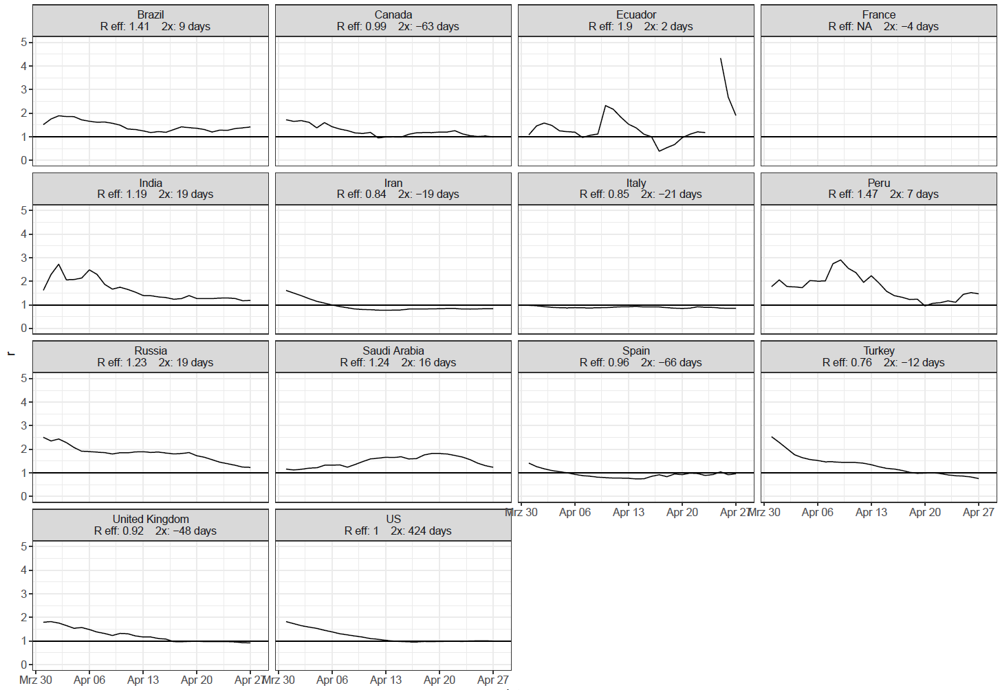 Brazil
R eff: 1.41 2x: 9 days
Canada
R eff: 0.99 2x: −63 days
Ecuador
R eff: 1.9 2x: 2 days
France
R eff: NA 2x: −4 days
5
4
3
2
1
0
India
R eff: 1.19 2x: 19 days
Iran
R eff: 0.84 2x: −19 days
Italy
R eff: 0.85 2x: −21 days
Peru
R eff: 1.47 2x: 7 days
5
4
3
2
1
0
r
Russia
R eff: 1.23 2x: 19 days
Saudi Arabia
R eff: 1.24 2x: 16 days
Spain
R eff: 0.96 2x: −66 days
Turkey
R eff: 0.76 2x: −12 days
5
4
3
2
1
0
Mrz 30 Apr 06 Apr 13 Apr 20 Apr 27
Mrz 30 Apr 06 Apr 13 Apr 20 Apr 27
United Kingdom
R eff: 0.92 2x: −48 days
US
R eff: 1 2x: 424 days
5
4
3
2
1
0
Mrz 30 Apr 06 Apr 13 Apr 20 Apr 27
Mrz 30 Apr 06 Apr 13 Apr 20 Apr 27